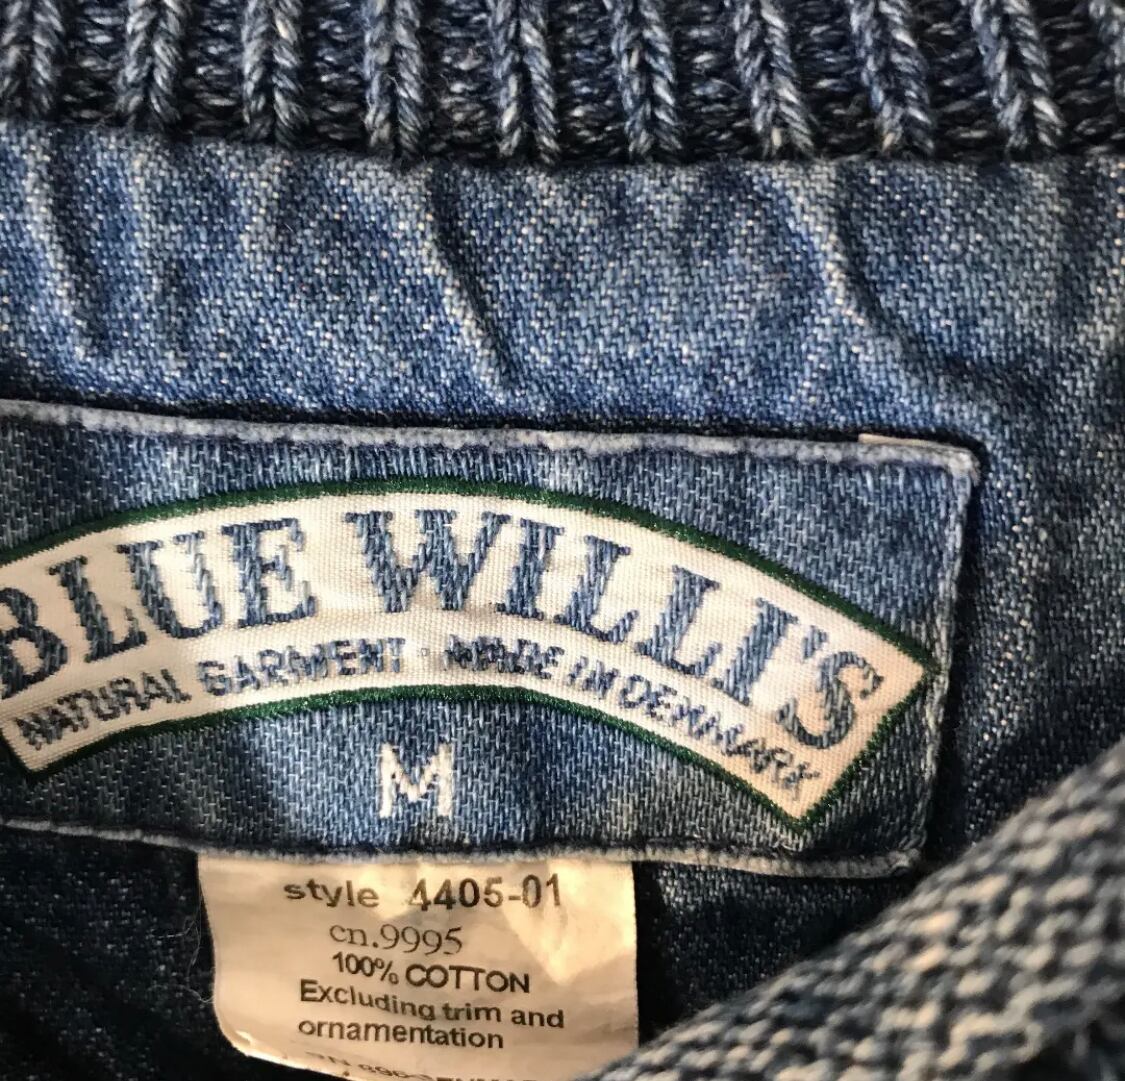 BLUE WILLI'S
NATURAL GARMENT · MADE IN DENMARK
M
style 4405-01
cn.9995
100% COTTON
Excluding trim and
ornamentation